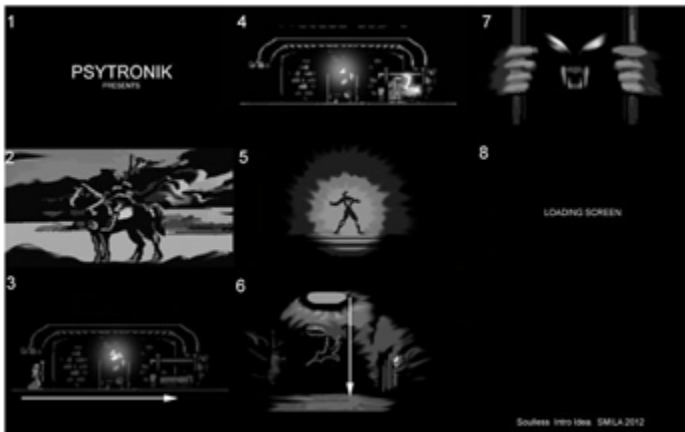 1
PSYTRONIK
PRESENTS
2
3
4
5
6
7
8
LOADING SCREEN
Soulless Intro Idea. SMILA 2012